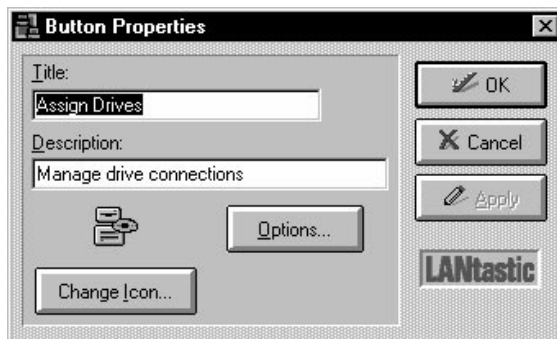 Button Properties
Title:
Assign Drives
Description:
Manage drive connections
Options...
Change Icon...
OK
Cancel
Apply
LANtastic